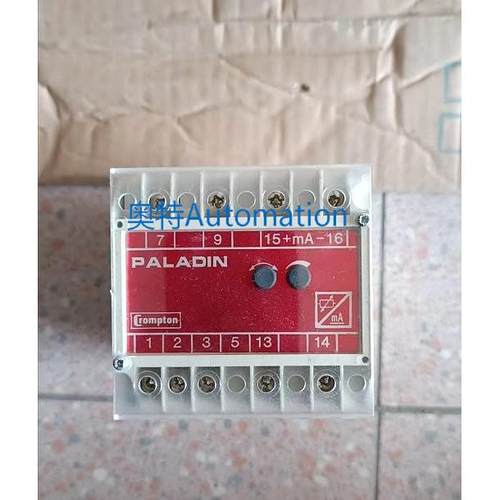 奥特Automation
7 9 15+mA-16
PALADIN
Crompton
mA
1 2 3 5 13 14